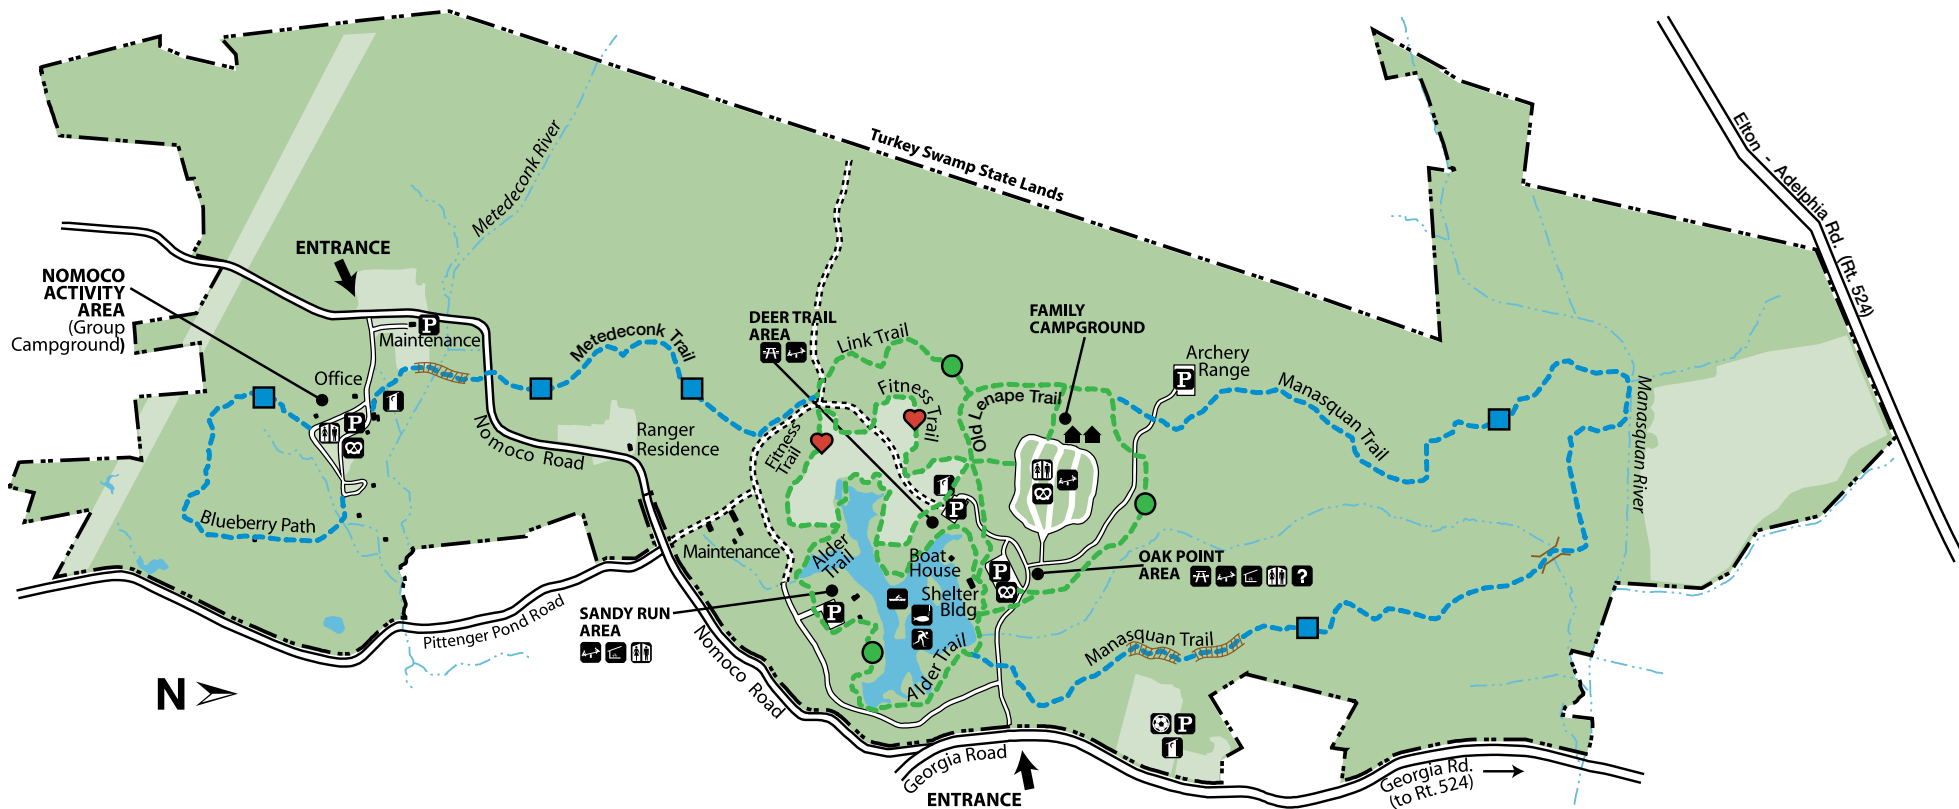 Turkey Swamp State Lands
Elton - Adelphia Rd. (Rt. 524)
Metedeconk River
ENTRANCE
NOMOCO
ACTIVITY
AREA
(Group
Campground)
P
Maintenance
Office
P
Metedeconk Trail
Nomoco Road
Ranger
Residence
Blueberry Path
DEER TRAIL
AREA
Link Trail
Fitness Trail
Fitness
Trail
Old Lenape Trail
FAMILY
CAMPGROUND
Archery
Range
P
Manasquan Trail
Manasquan River
P
Maintenance
Alder
Trail
Boat
House
P
Shelter
Bldg
OAK POINT
AREA
?
SANDY RUN
AREA
P
Pittenger Pond Road
Nomoco Road
Alder Trail
Manasquan Trail
N
P
Georgia Road
ENTRANCE
Georgia Rd.
(to Rt. 524)